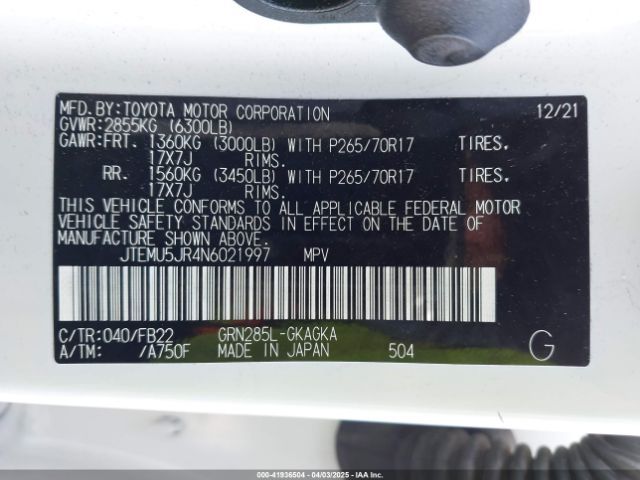 MFD.BY:TOYOTA MOTOR CORPORATION 12/21
GVWR:2855KG (6300LB)
GAWR:FRT. 1360KG (3000LB) WITH P265/70R17 TIRES,
17X7J RIMS.
RR. 1560KG (3450LB) WITH P265/70R17 TIRES,
17X7J RIMS.
THIS VEHICLE CONFORMS TO ALL APPLICABLE FEDERAL MOTOR
VEHICLE SAFETY STANDARDS IN EFFECT ON THE DATE OF
MANUFACTURE SHOWN ABOVE.
JTEMU5JR4N6021997 MPV
C/TR:040/FB22 GRN285L-GKAGKA
A/TM: /A750F MADE IN JAPAN 504 G
000-41936504 - 04/03/2025 - IAA Inc.